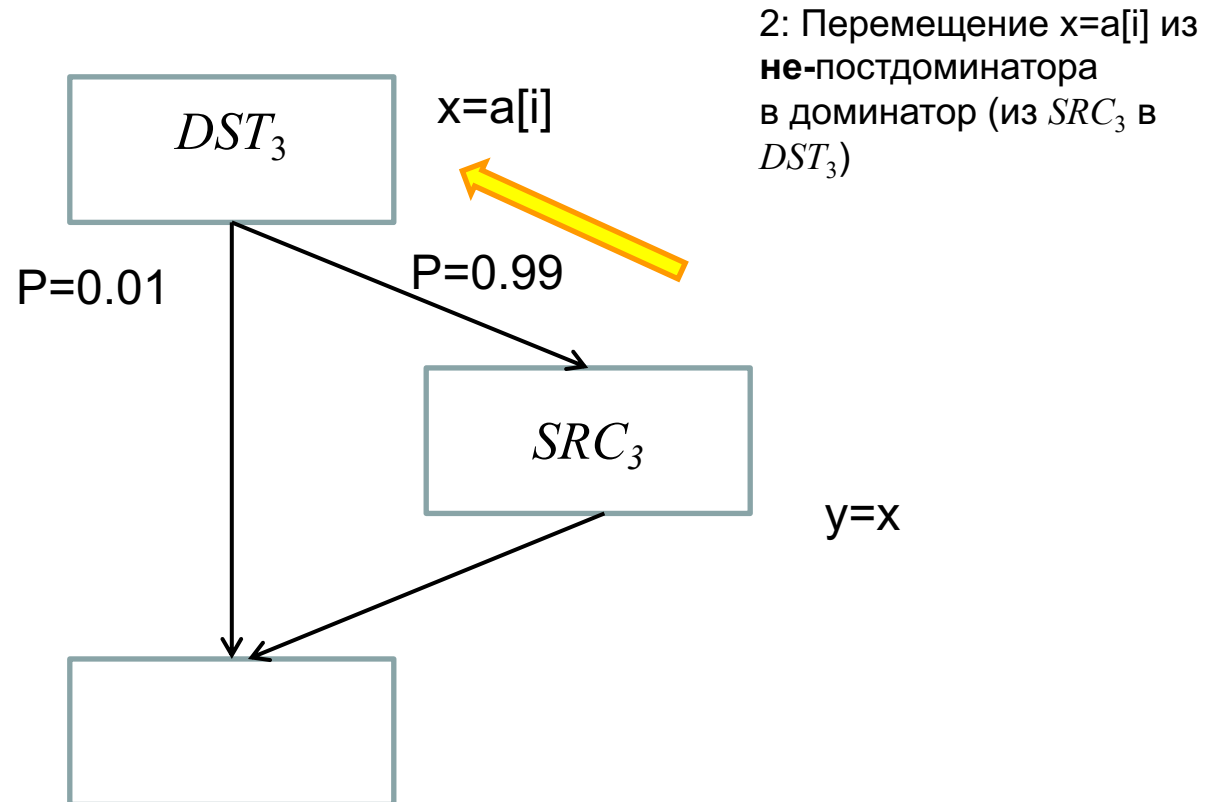 2: Перемещение x=a[i] из
не-постдоминатора
в доминатор (из SRC₃ в
DST₃)
DST₃
x=a[i]
P=0.01
P=0.99
SRC₃
y=x